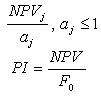 NPV_j / a_j , a_j ≤ 1
PI = NPV / F_0